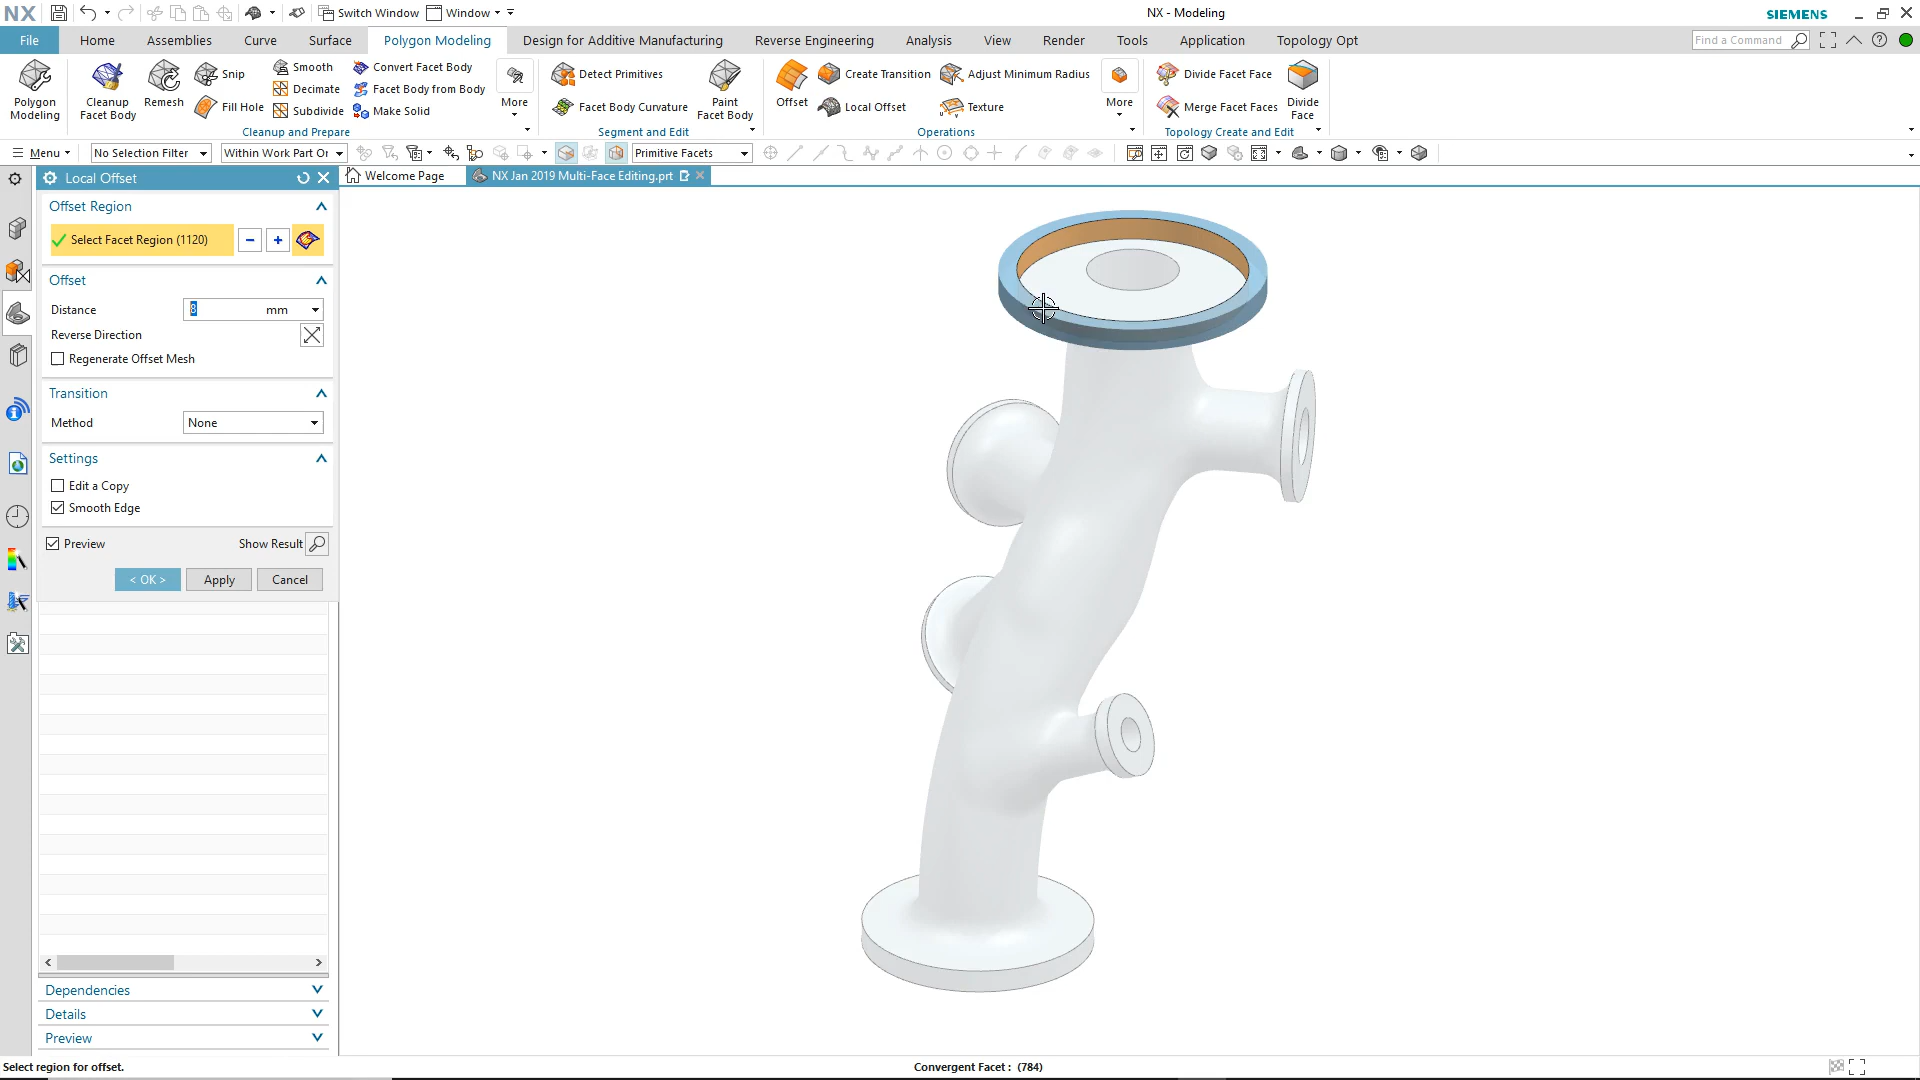 NX Switch Window Window NX - Modeling SIEMENS
File Home Assemblies Curve Surface Polygon Modeling Design for Additive Manufacturing Reverse Engineering Analysis View Render Tools Application Topology Opt Find a Command
Polygon Modeling
Cleanup Facet Body
Remesh
Snip
Fill Hole
Smooth
Decimate
Subdivide
Convert Facet Body
Facet Body from Body
Make Solid
More
Cleanup and Prepare
Detect Primitives
Facet Body Curvature
Paint Facet Body
Segment and Edit
Offset
Create Transition
Local Offset
Adjust Minimum Radius
Texture
More
Operations
Divide Facet Face
Merge Facet Faces
Divide Face
Topology Create and Edit
Menu No Selection Filter Within Work Part Or Primitive Facets
Local Offset
Welcome Page NX Jan 2019 Multi-Face Editing.prt
Offset Region
Select Facet Region (1120)
Offset
Distance 8 mm
Reverse Direction
Regenerate Offset Mesh
Transition
Method None
Settings
Edit a Copy
Smooth Edge
Preview Show Result
< OK > Apply Cancel
Dependencies
Details
Preview
Select region for offset. Convergent Facet : (784)